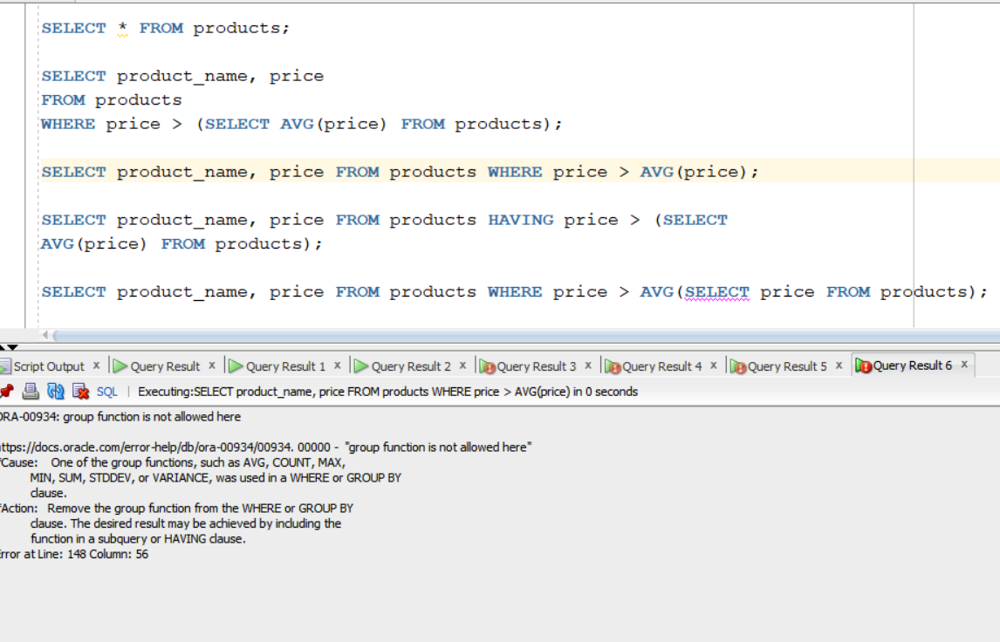 SELECT * FROM products;
SELECT product_name, price
FROM products
WHERE price > (SELECT AVG(price) FROM products);
SELECT product_name, price FROM products WHERE price > AVG(price);
SELECT product_name, price FROM products HAVING price > (SELECT
AVG(price) FROM products);
SELECT product_name, price FROM products WHERE price > AVG(SELECT price FROM products);
Script Output x Query Result x Query Result 1 x Query Result 2 x Query Result 3 x Query Result 4 x Query Result 5 x Query Result 6 x
SQL | Executing:SELECT product_name, price FROM products WHERE price > AVG(price) in 0 seconds
ORA-00934: group function is not allowed here
ttps://docs.oracle.com/error-help/db/ora-00934/00934. 00000 - "group function is not allowed here"
*Cause: One of the group functions, such as AVG, COUNT, MAX,
MIN, SUM, STDDEV, or VARIANCE, was used in a WHERE or GROUP BY
clause.
*Action: Remove the group function from the WHERE or GROUP BY
clause. The desired result may be achieved by including the
function in a subquery or HAVING clause.
Error at Line: 148 Column: 56